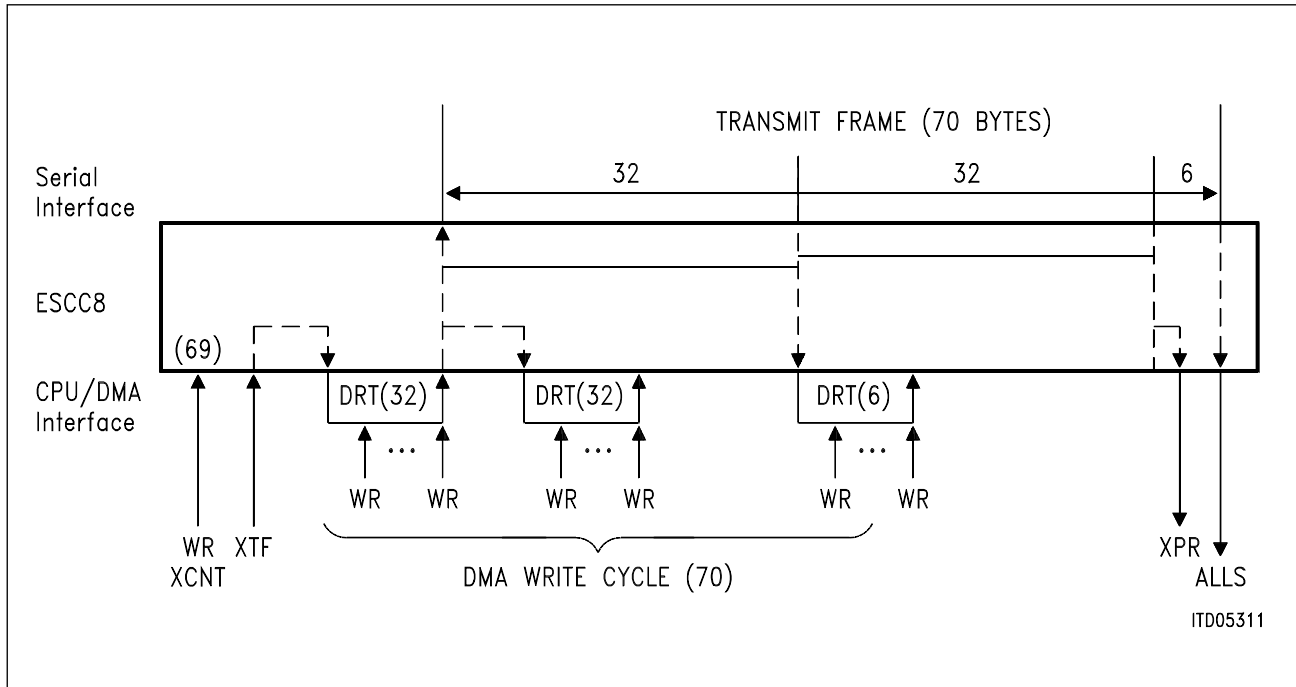 TRANSMIT FRAME (70 BYTES)
Serial
Interface
32
32
6
ESCC8
(69)
CPU/DMA
Interface
DRT(32)
DRT(32)
DRT(6)
...
...
...
WR
WR
WR
WR
WR
WR
WR
XCNT
XTF
DMA WRITE CYCLE (70)
XPR
ALLS
ITD05311